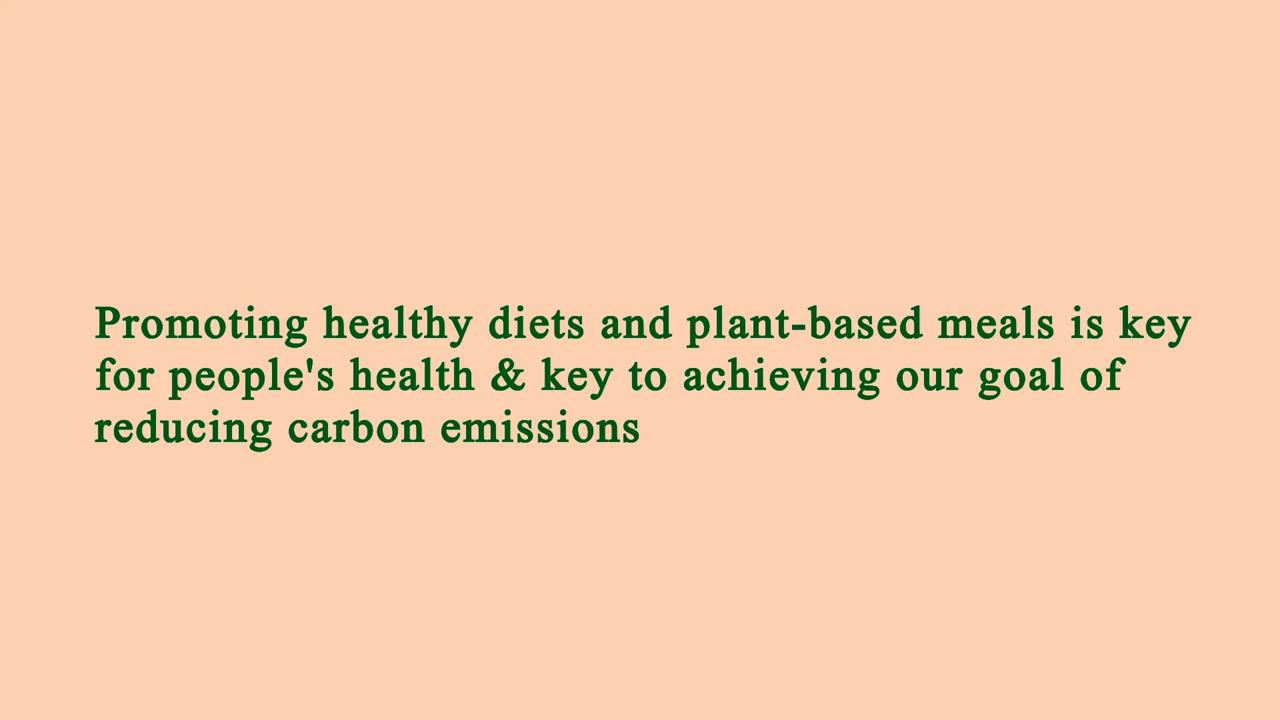 Promoting healthy diets and plant-based meals is key
for people's health & key to achieving our goal of
reducing carbon emissions